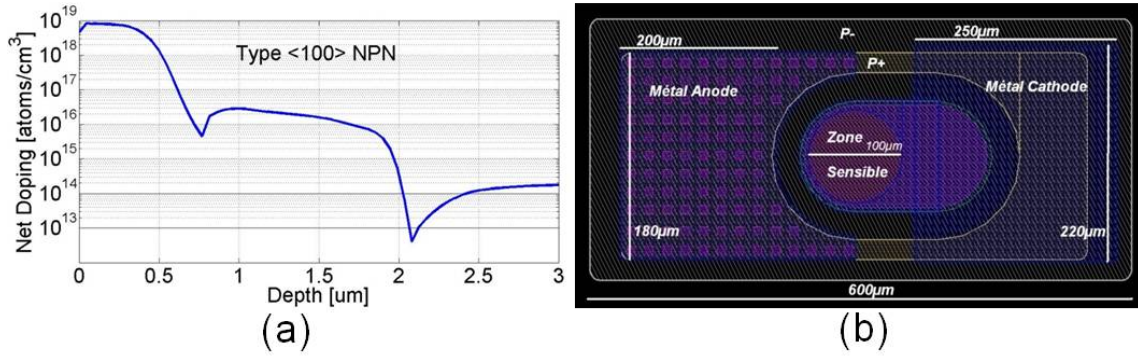 10^19
10^18
10^17
10^16
10^15
10^14
10^13
Net Doping [atoms/cm^3]
Type <100> NPN
0 0.5 1 1.5 2 2.5 3
Depth [um]
(a)
P-
250µm
200µm
P+
Métal Anode
Métal Cathode
Zone
100µm
Sensible
180µm
220µm
600µm
(b)